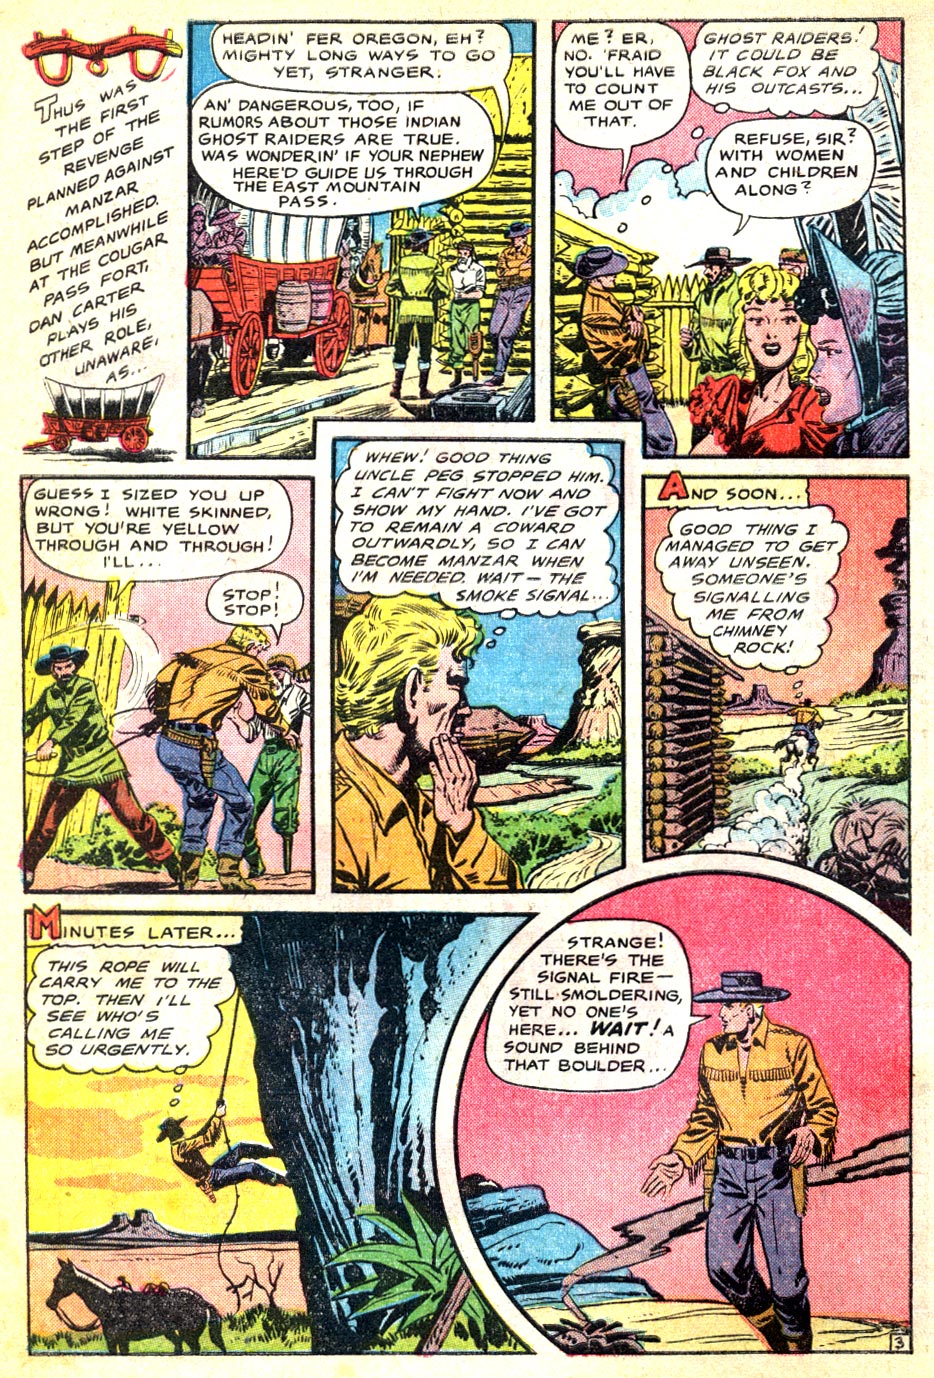 THUS WAS
THE FIRST
STEP OF THE
REVENGE
PLANNED AGAINST
MANZAR
ACCOMPLISHED.
BUT MEANWHILE
AT THE COUGAR
PASS FORT,
DAN CARTER
PLAYS HIS
OTHER ROLE,
UNAWARE,
AS...
HEADIN' FER OREGON, EH?
MIGHTY LONG WAYS TO GO
YET, STRANGER.
AN' DANGEROUS, TOO, IF
RUMORS ABOUT THOSE INDIAN
GHOST RAIDERS ARE TRUE.
WAS WONDERIN' IF YOUR NEPHEW
HERE'D GUIDE US THROUGH
THE EAST MOUNTAIN
PASS.
ME? ER,
NO. 'FRAID
YOU'LL HAVE
TO COUNT
ME OUT OF
THAT.
GHOST RAIDERS!
IT COULD BE
BLACK FOX AND
HIS OUTCASTS...
REFUSE, SIR?
WITH WOMEN
AND CHILDREN
ALONG?
GUESS I SIZED YOU UP
WRONG! WHITE SKINNED,
BUT YOU'RE YELLOW
THROUGH AND THROUGH!
I'LL...
STOP!
STOP!
WHEW! GOOD THING
UNCLE PEG STOPPED HIM.
I CAN'T FIGHT NOW AND
SHOW MY HAND. I'VE GOT
TO REMAIN A COWARD
OUTWARDLY, SO I CAN
BECOME MANZAR WHEN
I'M NEEDED. WAIT— THE
SMOKE SIGNAL...
AND SOON...
GOOD THING I
MANAGED TO GET
AWAY UNSEEN.
SOMEONE'S
SIGNALLING
ME FROM
CHIMNEY
ROCK!
MINUTES LATER...
THIS ROPE WILL
CARRY ME TO THE
TOP. THEN I'LL
SEE WHO'S
CALLING ME
SO URGENTLY.
STRANGE!
THERE'S THE
SIGNAL FIRE—
STILL SMOLDERING,
YET NO ONE'S
HERE... WAIT! A
SOUND BEHIND
THAT BOULDER...
3